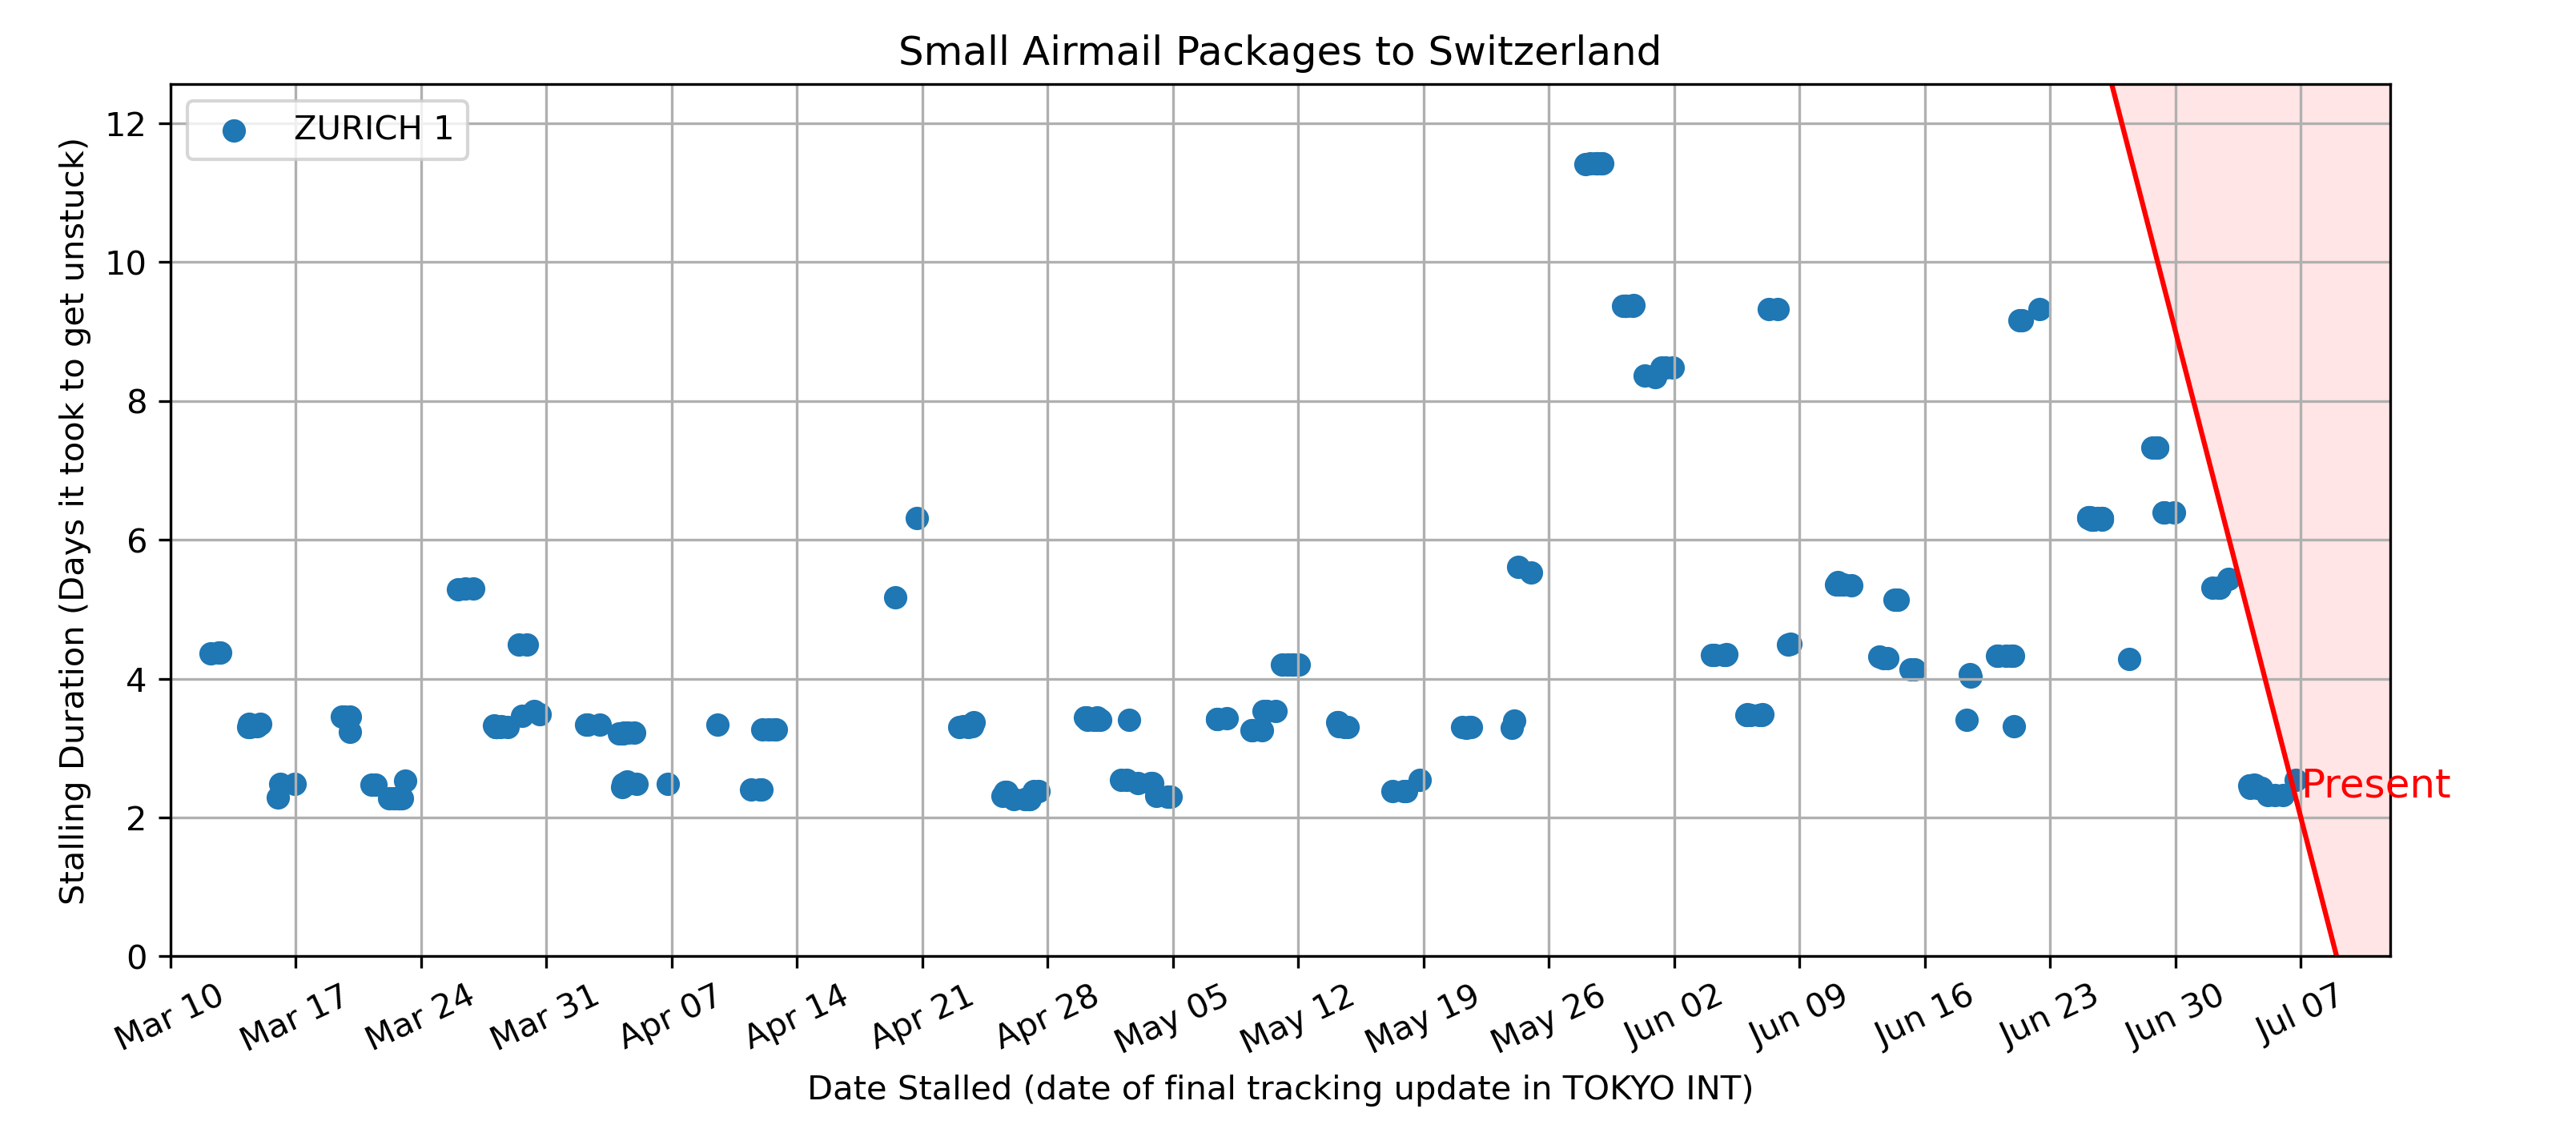 Small Airmail Packages to Switzerland
ZURICH 1
Stalling Duration (Days it took to get unstuck)
12
10
8
6
4
2
0
Present
Mar 10
Mar 17
Mar 24
Mar 31
Apr 07
Apr 14
Apr 21
Apr 28
May 05
May 12
May 19
May 26
Jun 02
Jun 09
Jun 16
Jun 23
Jun 30
Jul 07
Date Stalled (date of final tracking update in TOKYO INT)